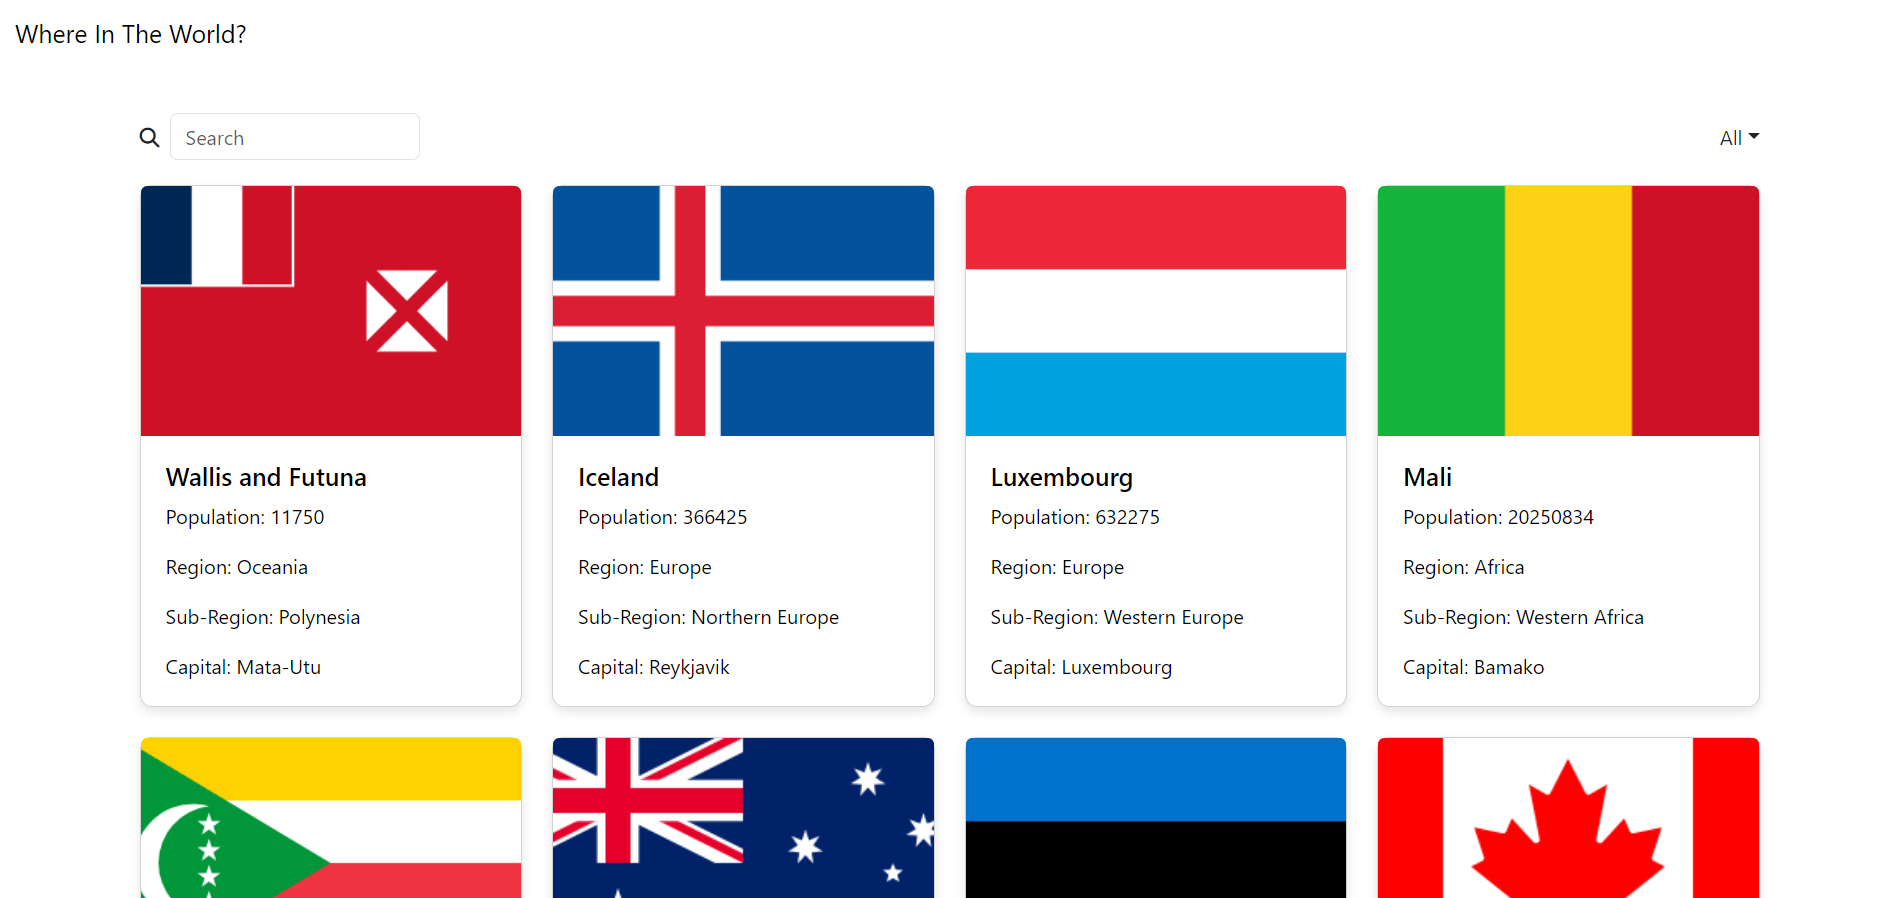 Where In The World?
Search
All
Wallis and Futuna
Population: 11750
Region: Oceania
Sub-Region: Polynesia
Capital: Mata-Utu
Iceland
Population: 366425
Region: Europe
Sub-Region: Northern Europe
Capital: Reykjavik
Luxembourg
Population: 632275
Region: Europe
Sub-Region: Western Europe
Capital: Luxembourg
Mali
Population: 20250834
Region: Africa
Sub-Region: Western Africa
Capital: Bamako